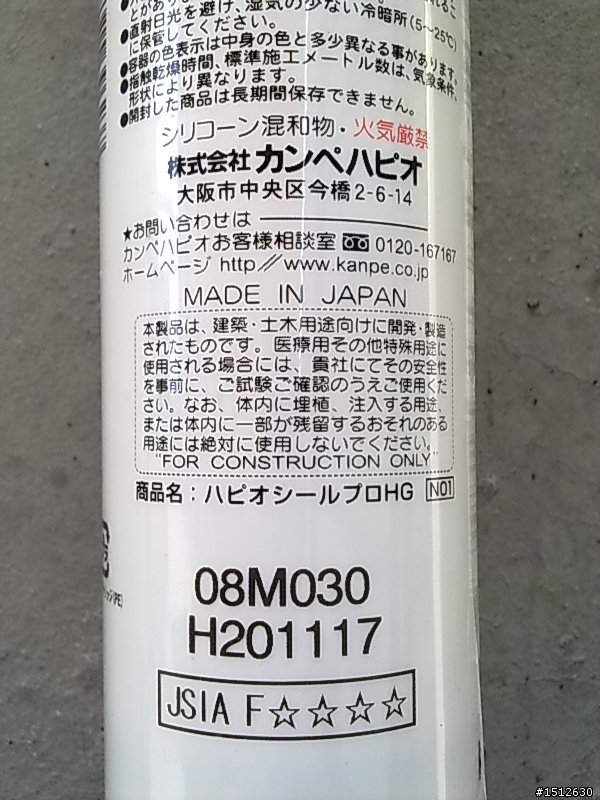 とがありま
●直射日光を避け、湿気の少ない冷暗所(5~25℃)
に保管してください。
●容器の色表示は中身の色と多少異なる事があります。
●指触乾燥時間、標準施工メートル数は、気象条件、
形状により異なります。
●開封した商品は長期間保存できません。
シリコーン混和物・火気厳禁
株式会社カンペハピオ
大阪市中央区今橋2-6-14
★お問い合わせは
カンペハピオお客様相談室 0120-167167
ホームページ http://www.kanpe.co.jp
MADE IN JAPAN
本製品は、建築・土木用途向けに開発・製造
されたものです。医療用その他特殊用途に
使用される場合には、貴社にてその安全性
を事前に、ご試験ご確認のうえご使用くだ
さい。なお、体内に埋植、注入する用途、
または体内に一部が残留するおそれのある
用途には絶対に使用しないでください。
"FOR CONSTRUCTION ONLY"
商品名：ハピオシールプロHG N01
08M030
H201117
JSIA F☆☆☆☆
#1512630